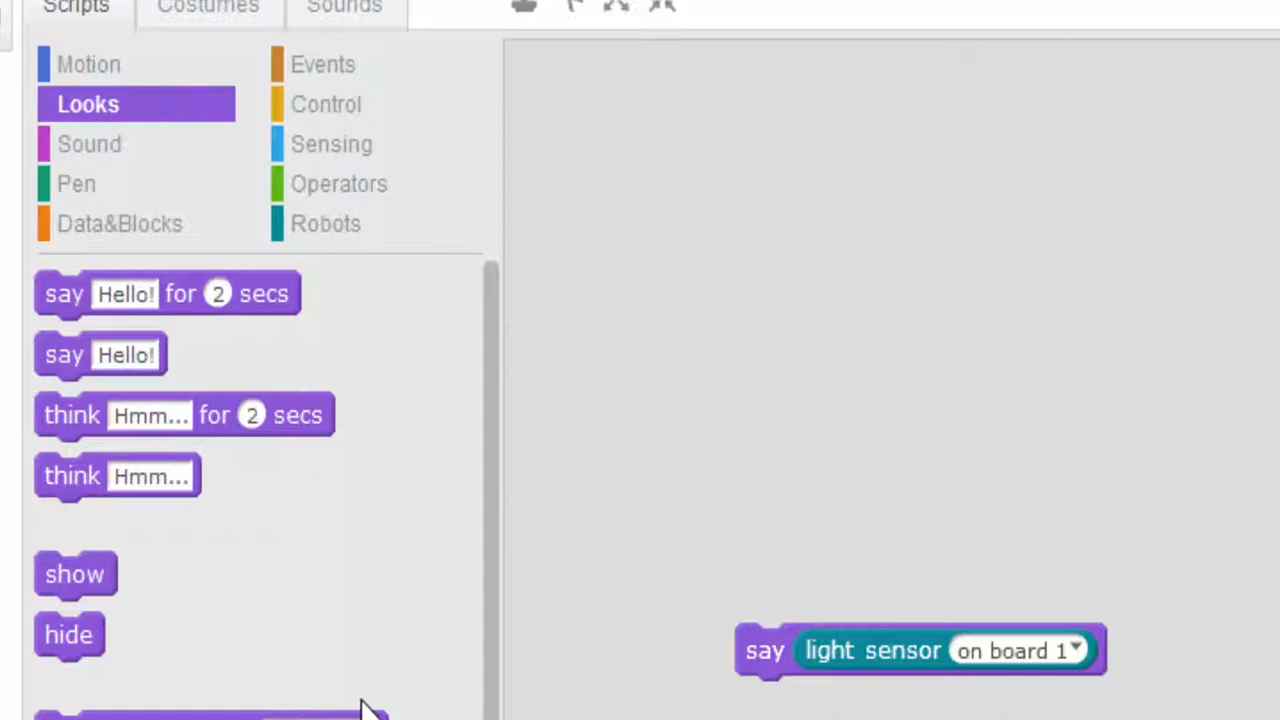 Scripts Costumes Sounds
Motion Events
Looks Control
Sound Sensing
Pen Operators
Data&Blocks Robots
say Hello! for 2 secs
say Hello!
think Hmm... for 2 secs
think Hmm...
show
hide
say light sensor on board 1